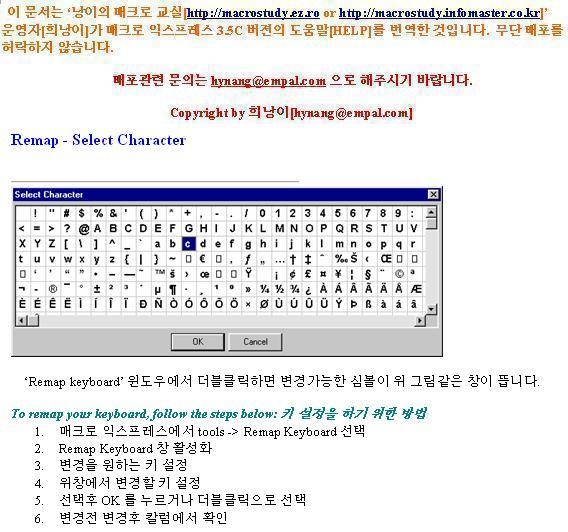 이 문서는 ‘낭이의 매크로 교실[http://macrostudy.ez.ro or http://macrostudy.infomaster.co.kr]’
운영자[희낭이]가 매크로 익스프레스 3.5C 버젼의 도움말[HELP]를 번역한 것입니다. 무단 배포를
허락하지 않습니다.
배포관련 문의는 hynang@empal.com 으로 해주시기 바랍니다.
Copyright by 희낭이[hynang@empal.com]
Remap - Select Character
Select Character
! " # $ % & ' ( ) * + , - . / 0 1 2 3 4 5 6 7 8 9 : ;
< = > ? @ A B C D E F G H I J K L M N O P Q R S T U V
X Y Z [ \ ] ^ _ ` a b c d e f g h i j k l m n o p q r
t u v w x y z { | } ~ □ € □ , ƒ „ … † ‡ ˆ ‰ Š ‹ Œ □
□ ‘ ’ “ ” • – — ˜ ™ š › œ □ □ Ÿ ¡ ¢ £ ¤ ¥ ¦ § ¨ © ª
¬ - ® ¯ ° ± ² ³ ´ µ ¶ · ¸ ¹ º » ¼ ½ ¾ ¿ À Á Â Ã Ä Å Æ
È É Ê Ë Ì Í Î Ï Ð Ñ Ò Ó Ô Õ Ö × Ø Ù Ú Û Ü Ý Þ ß à á â
OK Cancel
‘Remap keyboard’ 윈도우에서 더블클릭하면 변경가능한 심볼이 위 그림같은 창이 뜹니다.
To remap your keyboard, follow the steps below: 키 설정을 하기 위한 방법
1. 매크로 익스프레스에서 tools -> Remap Keyboard 선택
2. Remap Keyboard 창 활성화
3. 변경을 원하는 키 설정
4. 위창에서 변경할 키 설정
5. 선택후 OK 를 누르거나 더블클릭으로 선택
6. 변경전 변경후 칼럼에서 확인